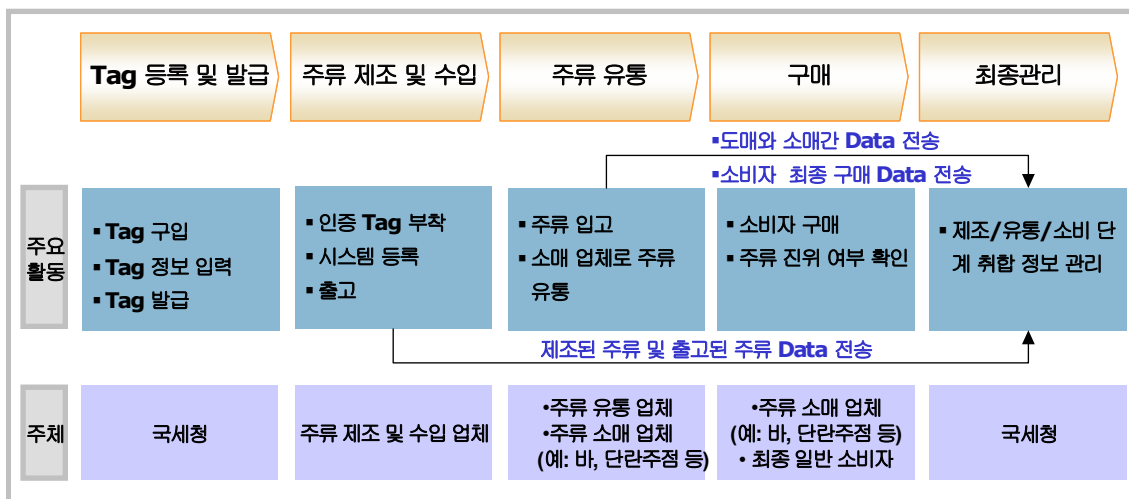 Tag 등록 및 발급
주류 제조 및 수입
주류 유통
구매
최종관리
▪도매와 소매간 Data 전송
▪소비자 최종 구매 Data 전송
주요
활동
▪ Tag 구입
▪ Tag 정보 입력
▪ Tag 발급
▪ 인증 Tag 부착
▪ 시스템 등록
▪ 출고
▪ 주류 입고
▪ 소매 업체로 주류
유통
▪ 소비자 구매
▪ 주류 진위 여부 확인
▪ 제조/유통/소비 단
계 취합 정보 관리
제조된 주류 및 출고된 주류 Data 전송
주체
국세청
주류 제조 및 수입 업체
•주류 유통 업체
•주류 소매 업체
(예: 바, 단란주점 등)
•주류 소매 업체
(예: 바, 단란주점 등)
• 최종 일반 소비자
국세청